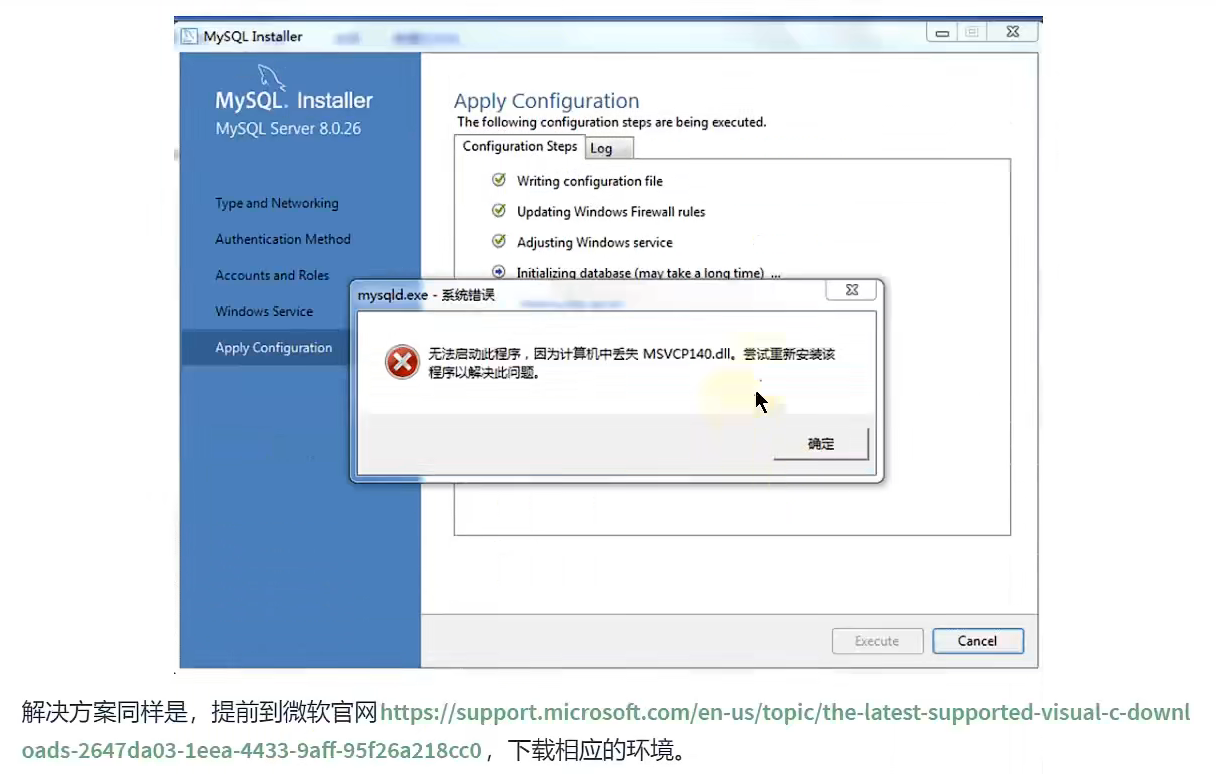 MySQL Installer
MySQL. Installer
MySQL Server 8.0.26
Type and Networking
Authentication Method
Accounts and Roles
Windows Service
Apply Configuration
Apply Configuration
The following configuration steps are being executed.
Configuration Steps
Log
Writing configuration file
Updating Windows Firewall rules
Adjusting Windows service
Initializing database (may take a long time) ...
mysqld.exe - 系统错误
无法启动此程序，因为计算机中丢失 MSVCP140.dll。尝试重新安装该
程序以解决此问题。
确定
Execute
Cancel
解决方案同样是，提前到微软官网https://support.microsoft.com/en-us/topic/the-latest-supported-visual-c-downl
oads-2647da03-1eea-4433-9aff-95f26a218cc0，下载相应的环境。